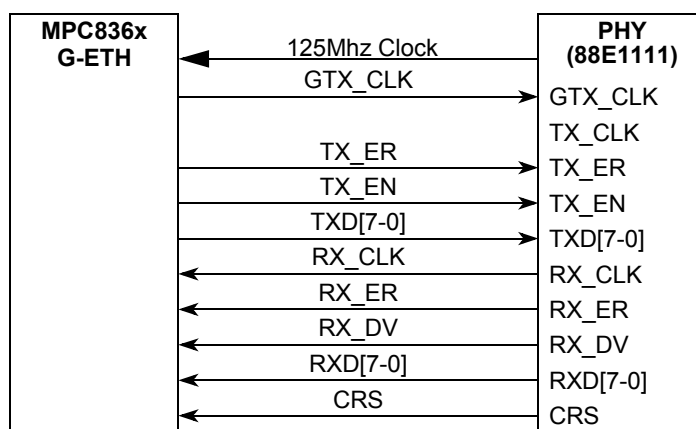 MPC836x
G-ETH
PHY
(88E1111)
125Mhz Clock
GTX_CLK
GTX_CLK
TX_CLK
TX_ER
TX_ER
TX_EN
TX_EN
TXD[7-0]
TXD[7-0]
RX_CLK
RX_CLK
RX_ER
RX_ER
RX_DV
RX_DV
RXD[7-0]
RXD[7-0]
CRS
CRS